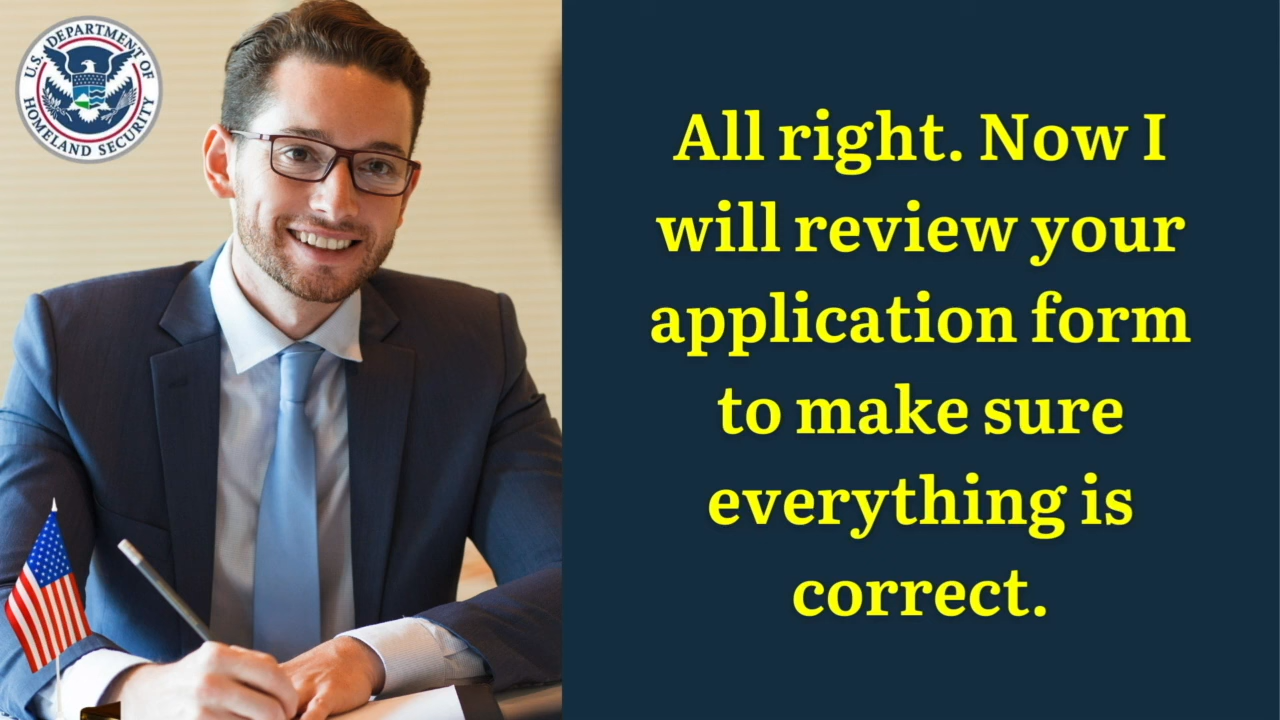 U.S. DEPARTMENT OF
HOMELAND SECURITY
All right. Now I
will review your
application form
to make sure
everything is
correct.